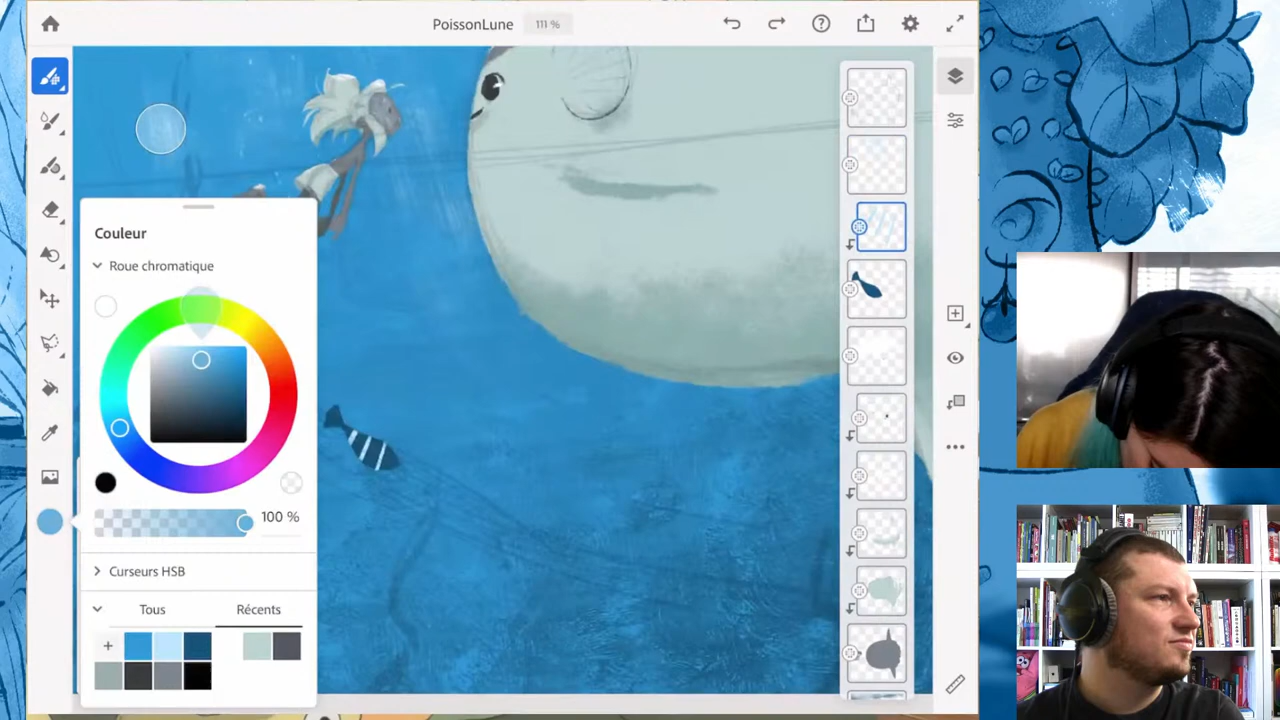 PoissonLune 111 %
Couleur
Roue chromatique
100 %
Curseurs HSB
Tous Récents